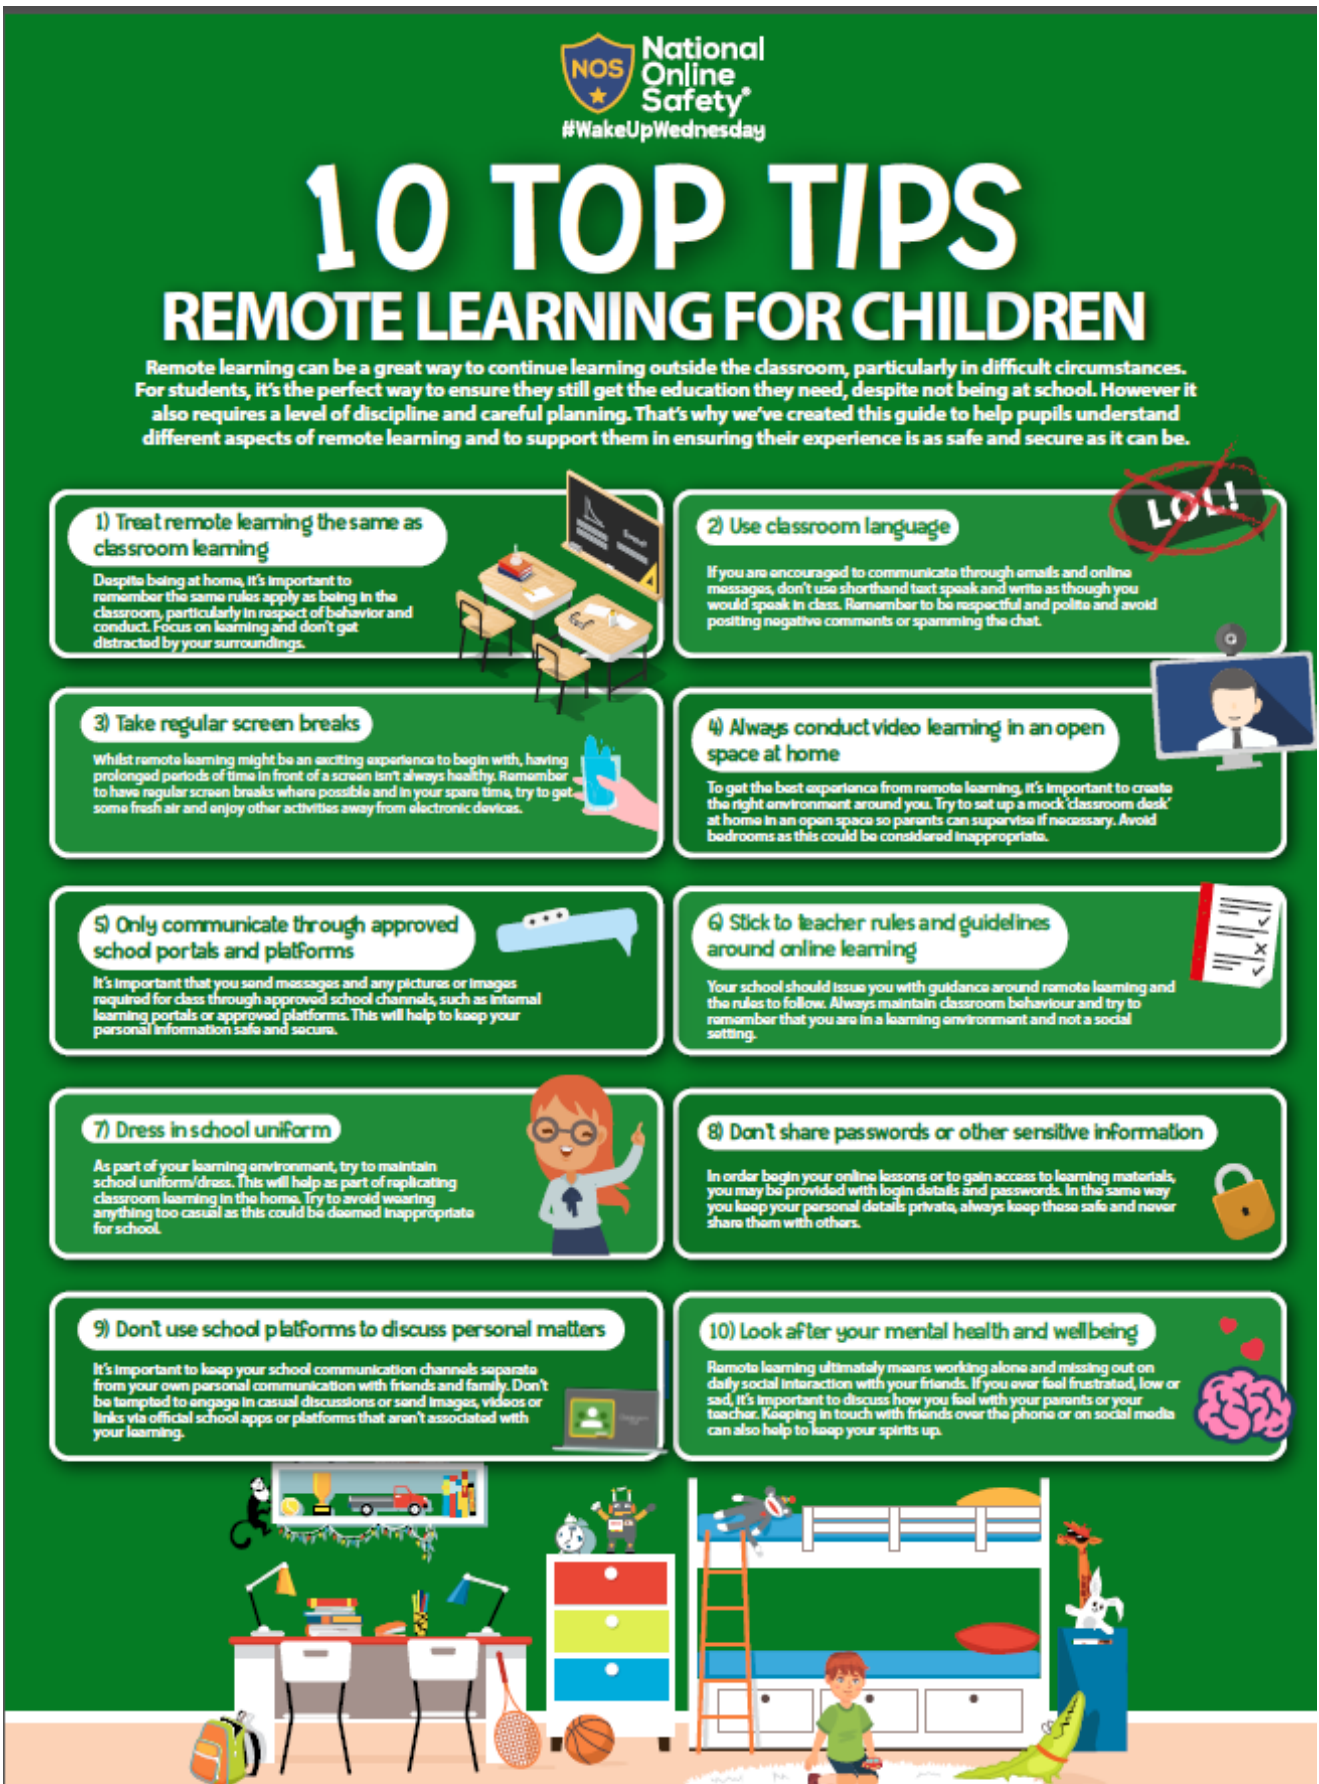 NOS
National
Online
Safety®
#WakeUpWednesday
10 TOP TIPS
REMOTE LEARNING FOR CHILDREN
Remote learning can be a great way to continue learning outside the classroom, particularly in difficult circumstances.
For students, it's the perfect way to ensure they still get the education they need, despite not being at school. However it
also requires a level of discipline and careful planning. That's why we've created this guide to help pupils understand
different aspects of remote learning and to support them in ensuring their experience is as safe and secure as it can be.
1) Treat remote learning the same as
classroom learning
Despite being at home, it's important to
remember the same rules apply as being in the
classroom, particularly in respect of behavior and
conduct. Focus on learning and don't get
distracted by your surroundings.
2) Use classroom language
LOL!
If you are encouraged to communicate through emails and online
messages, don't use shorthand text speak and write as though you
would speak in class. Remember to be respectful and polite and avoid
positing negative comments or spamming the chat.
3) Take regular screen breaks
Whilst remote learning might be an exciting experience to begin with, having
prolonged periods of time in front of a screen isn't always healthy. Remember
to have regular screen breaks where possible and in your spare time, try to get
some fresh air and enjoy other activities away from electronic devices.
4) Always conduct video learning in an open
space at home
To get the best experience from remote learning, it's important to create
the right environment around you. Try to set up a mock 'classroom desk'
at home in an open space so parents can supervise if necessary. Avoid
bedrooms as this could be considered inappropriate.
5) Only communicate through approved
school portals and platforms
It's important that you send messages and any pictures or images
required for class through approved school channels, such as internal
learning portals or approved platforms. This will help to keep your
personal information safe and secure.
6) Stick to teacher rules and guidelines
around online learning
Your school should issue you with guidance around remote learning and
the rules to follow. Always maintain classroom behaviour and try to
remember that you are in a learning environment and not a social
setting.
7) Dress in school uniform
As part of your learning environment, try to maintain
school uniform/dress. This will help as part of replicating
classroom learning in the home. Try to avoid wearing
anything too casual as this could be deemed inappropriate
for school.
8) Don't share passwords or other sensitive information
In order begin your online lessons or to gain access to learning materials,
you may be provided with login details and passwords. In the same way
you keep your personal details private, always keep these safe and never
share them with others.
9) Don't use school platforms to discuss personal matters
It's important to keep your school communication channels separate
from your own personal communication with friends and family. Don't
be tempted to engage in casual discussions or send images, videos or
links via official school apps or platforms that aren't associated with
your learning.
10) Look after your mental health and wellbeing
Remote learning ultimately means working alone and missing out on
daily social interaction with your friends. If you ever feel frustrated, low or
sad, it's important to discuss how you feel with your parents or your
teacher. Keeping in touch with friends over the phone or on social media
can also help to keep your spirits up.